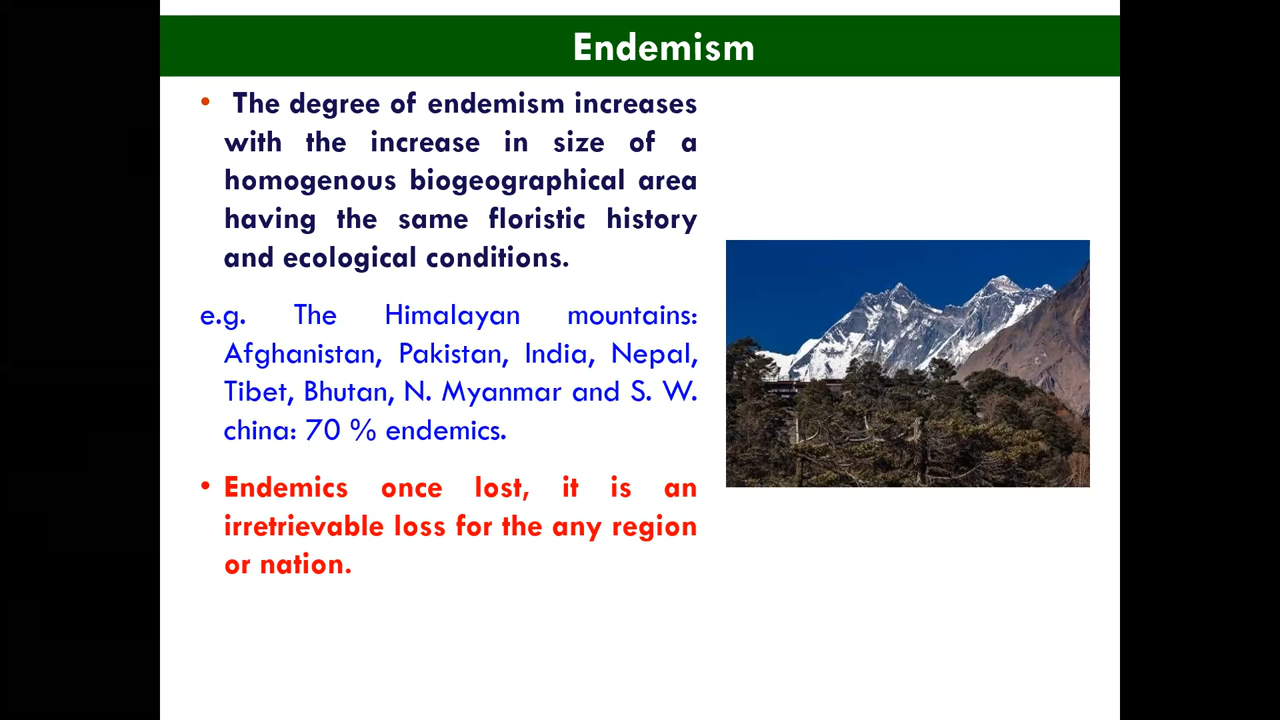 Endemism
• The degree of endemism increases
with the increase in size of a
homogenous biogeographical area
having the same floristic history
and ecological conditions.
e.g. The Himalayan mountains:
Afghanistan, Pakistan, India, Nepal,
Tibet, Bhutan, N. Myanmar and S. W.
china: 70 % endemics.
• Endemics once lost, it is an
irretrievable loss for the any region
or nation.